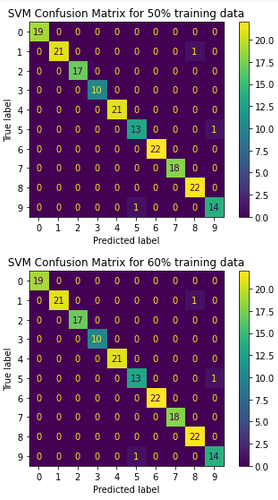 SVM Confusion Matrix for 50% training data
0 19 0 0 0 0 0 0 0 0 0 20.0
1 0 21 0 0 0 0 0 0 1 0 17.5
2 0 0 17 0 0 0 0 0 0 0 15.0
3 0 0 0 10 0 0 0 0 0 0
4 0 0 0 0 21 0 0 0 0 0 12.5
5 0 0 0 0 0 13 0 0 0 1 10.0
6 0 0 0 0 0 0 22 0 0 0 7.5
7 0 0 0 0 0 0 0 18 0 0 5.0
8 0 0 0 0 0 0 0 0 22 0 2.5
9 0 0 0 0 0 1 0 0 0 14 0.0
0 1 2 3 4 5 6 7 8 9
True label
Predicted label
SVM Confusion Matrix for 60% training data
0 19 0 0 0 0 0 0 0 0 0 20.0
1 0 21 0 0 0 0 0 0 1 0 17.5
2 0 0 17 0 0 0 0 0 0 0 15.0
3 0 0 0 10 0 0 0 0 0 0
4 0 0 0 0 21 0 0 0 0 0 12.5
5 0 0 0 0 0 13 0 0 0 1 10.0
6 0 0 0 0 0 0 22 0 0 0 7.5
7 0 0 0 0 0 0 0 18 0 0 5.0
8 0 0 0 0 0 0 0 0 22 0 2.5
9 0 0 0 0 0 1 0 0 0 14 0.0
0 1 2 3 4 5 6 7 8 9
True label
Predicted label